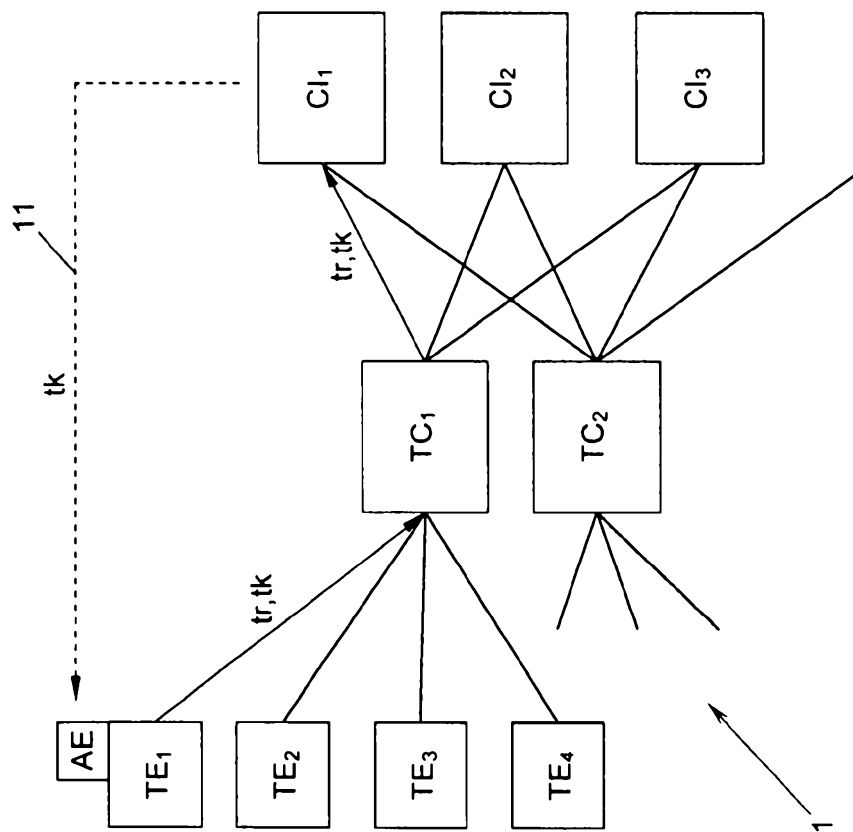 11
tk
AE
TE₁
TE₂
TE₃
TE₄
tr,tk
TC₁
TC₂
tr,tk
CI₁
CI₂
CI₃
1